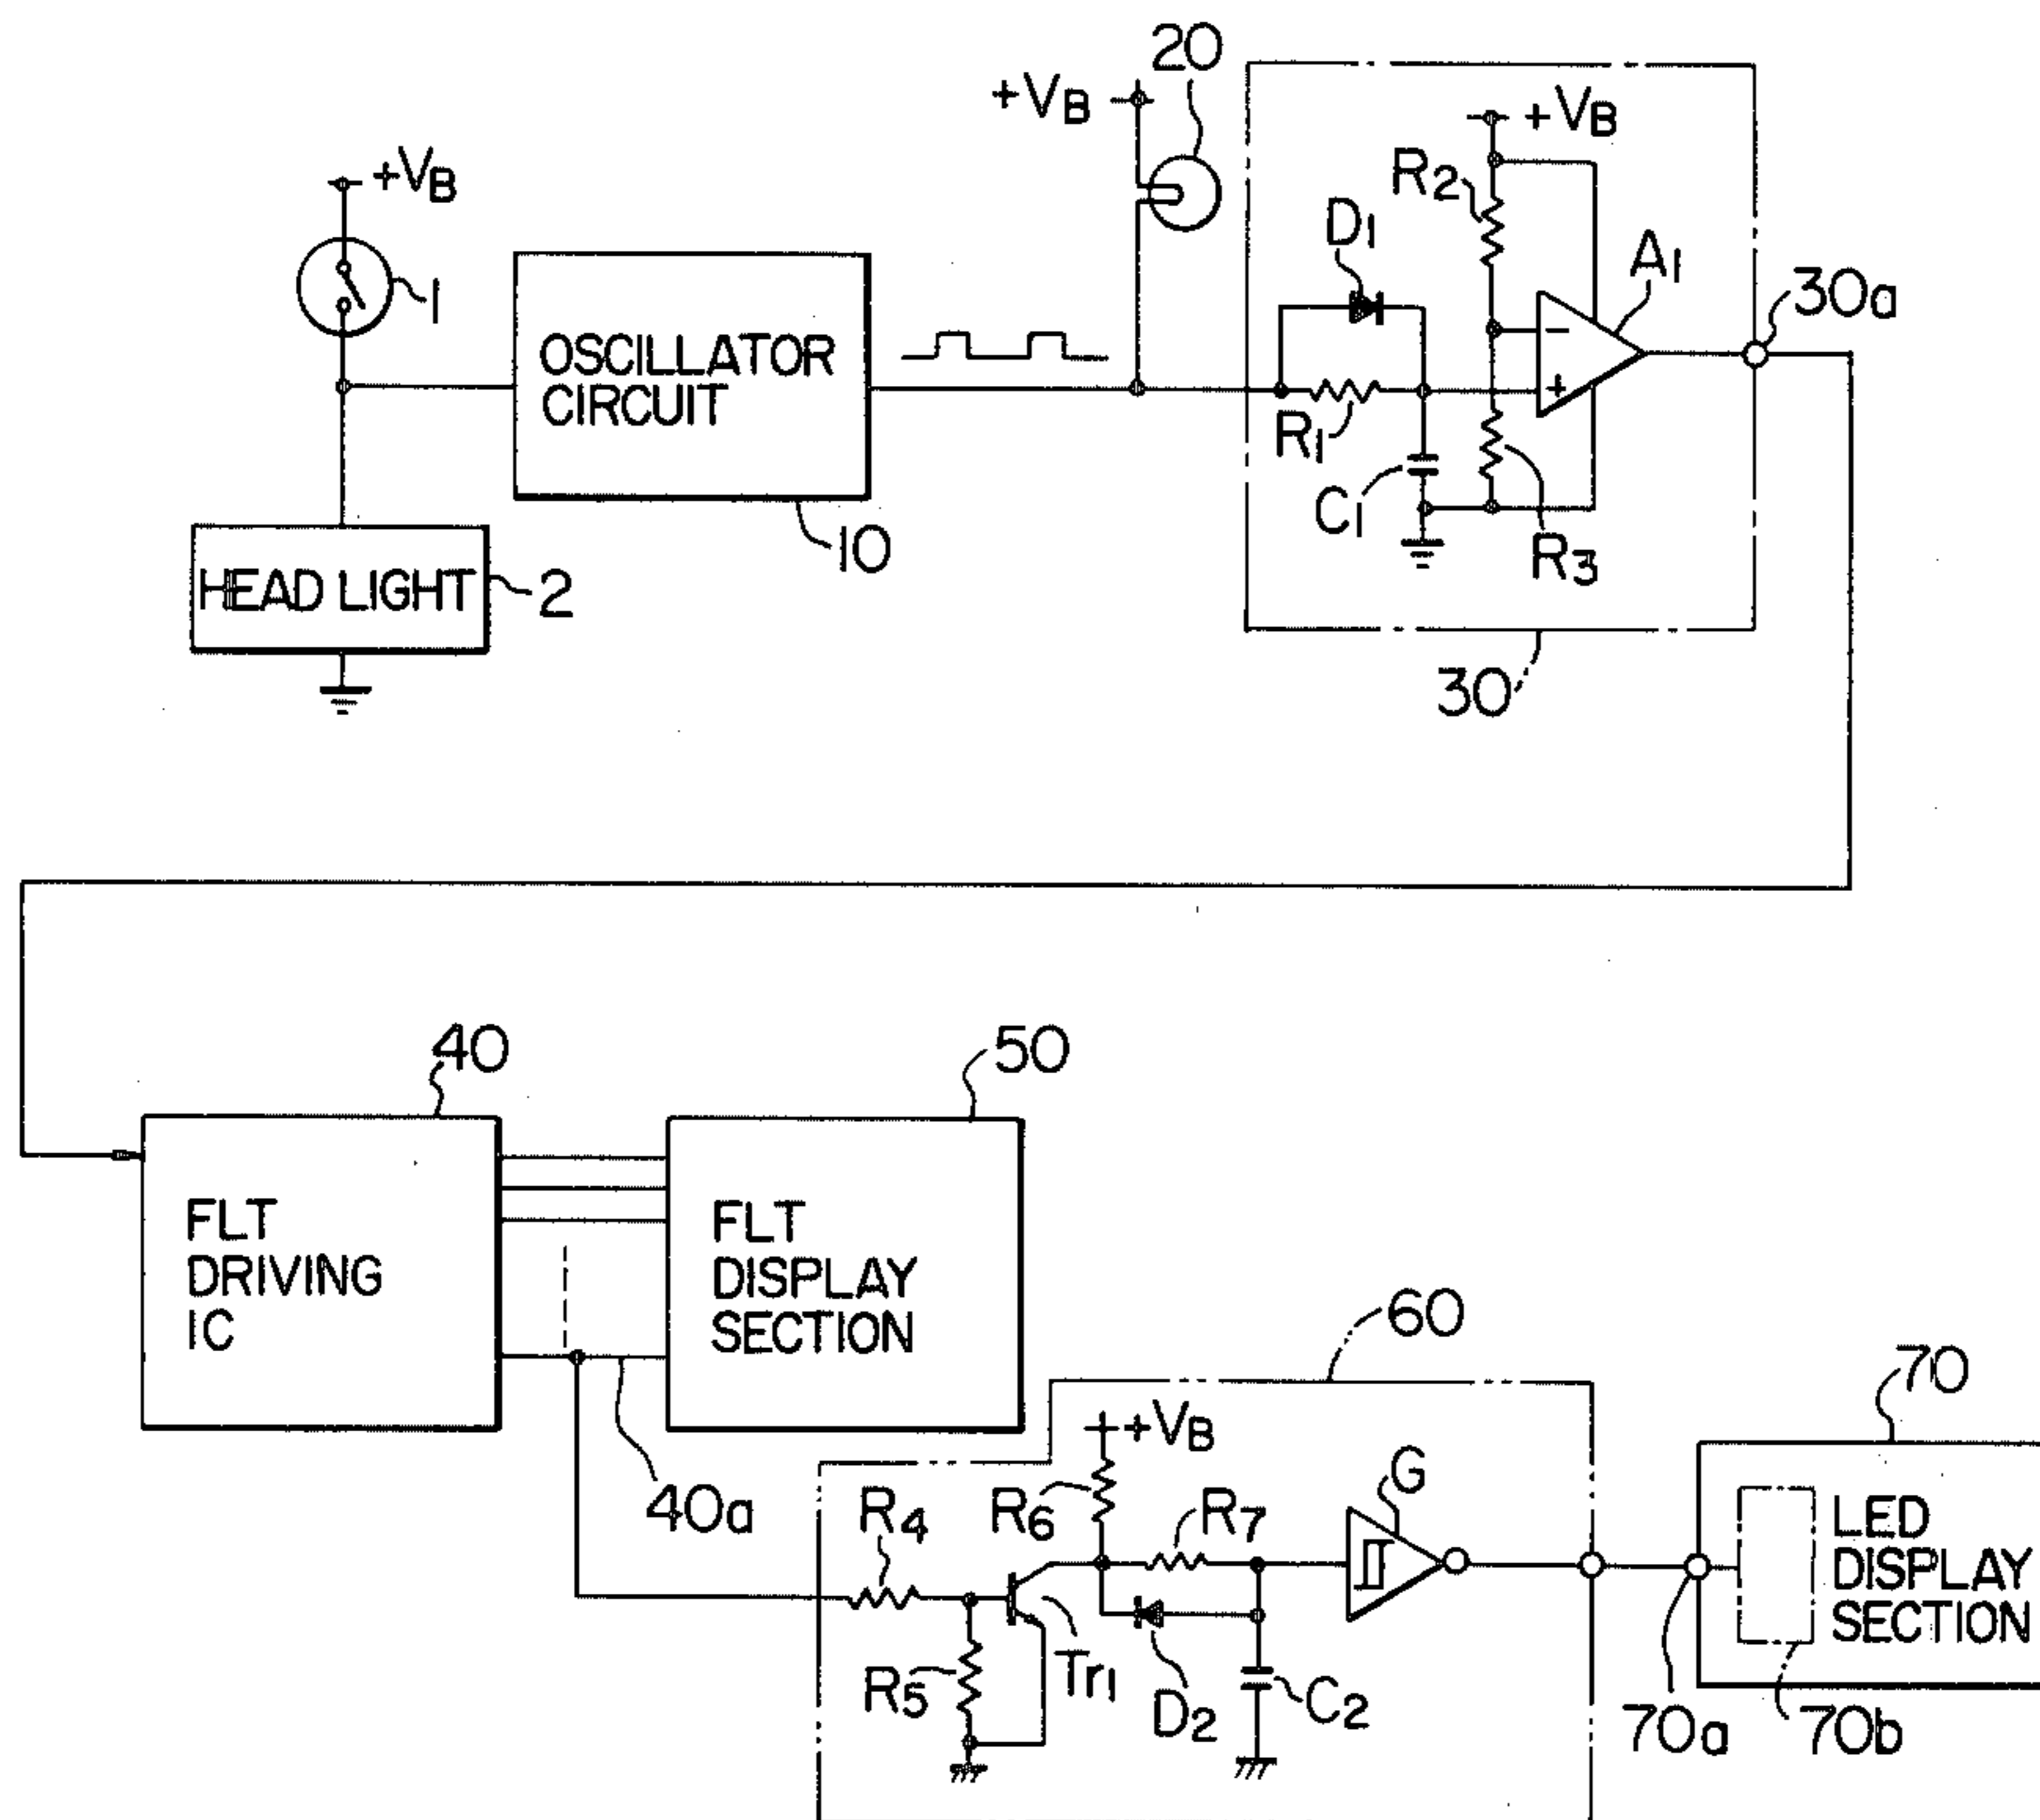 20
+VB
+VB
+VB
R2
D1
A1
30a
1
OSCILLATOR
CIRCUIT
R1
C1
R3
10
HEAD LIGHT
2
30
40
50
FLT
DRIVING
IC
FLT
DISPLAY
SECTION
60
70
++VB
40a
R4
R6
R7
G
LED
DISPLAY
SECTION
R5
Tr1
D2
C2
70a
70b